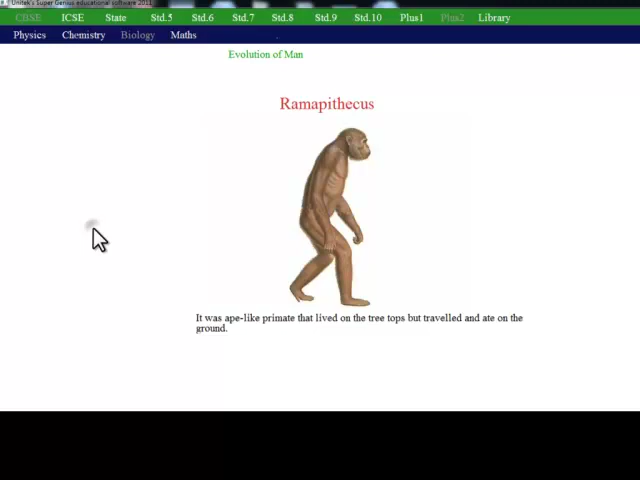 Unitek's Super Genius educational software 2011
CBSE ICSE State Std.5 Std.6 Std.7 Std.8 Std.9 Std.10 Plus1 Plus2 Library
Physics Chemistry Biology Maths
Evolution of Man
Ramapithecus
It was ape-like primate that lived on the tree tops but travelled and ate on the
ground.